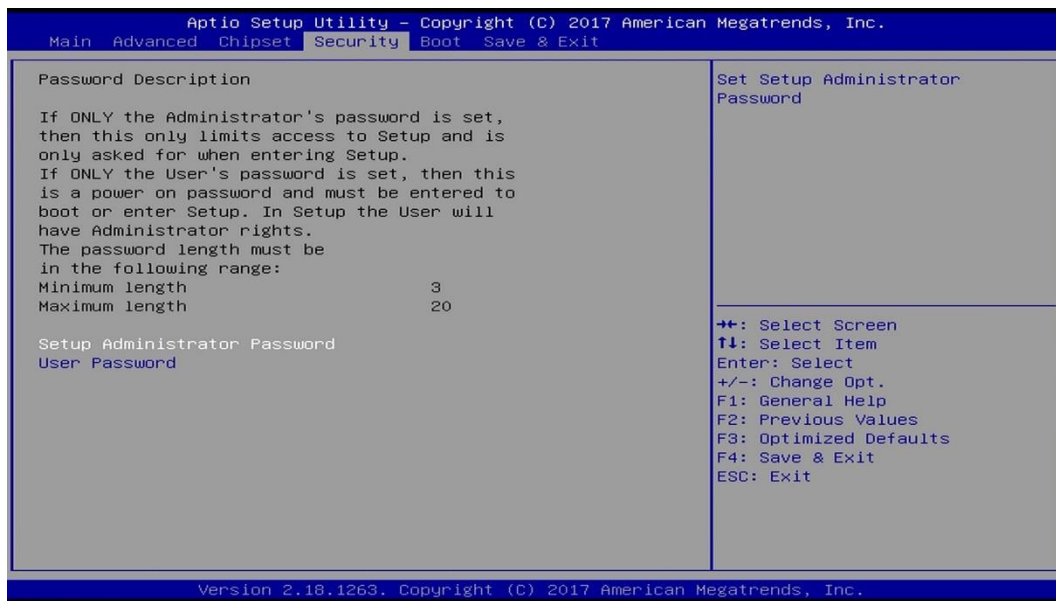 Aptio Setup Utility – Copyright (C) 2017 American Megatrends, Inc.
Main Advanced Chipset Security Boot Save & Exit
Password Description
If ONLY the Administrator's password is set,
then this only limits access to Setup and is
only asked for when entering Setup.
If ONLY the User's password is set, then this
is a power on password and must be entered to
boot or enter Setup. In Setup the User will
have Administrator rights.
The password length must be
in the following range:
Minimum length 3
Maximum length 20
Setup Administrator Password
User Password
Set Setup Administrator
Password
→←: Select Screen
↑↓: Select Item
Enter: Select
+/-: Change Opt.
F1: General Help
F2: Previous Values
F3: Optimized Defaults
F4: Save & Exit
ESC: Exit
Version 2.18.1263. Copyright (C) 2017 American Megatrends, Inc.